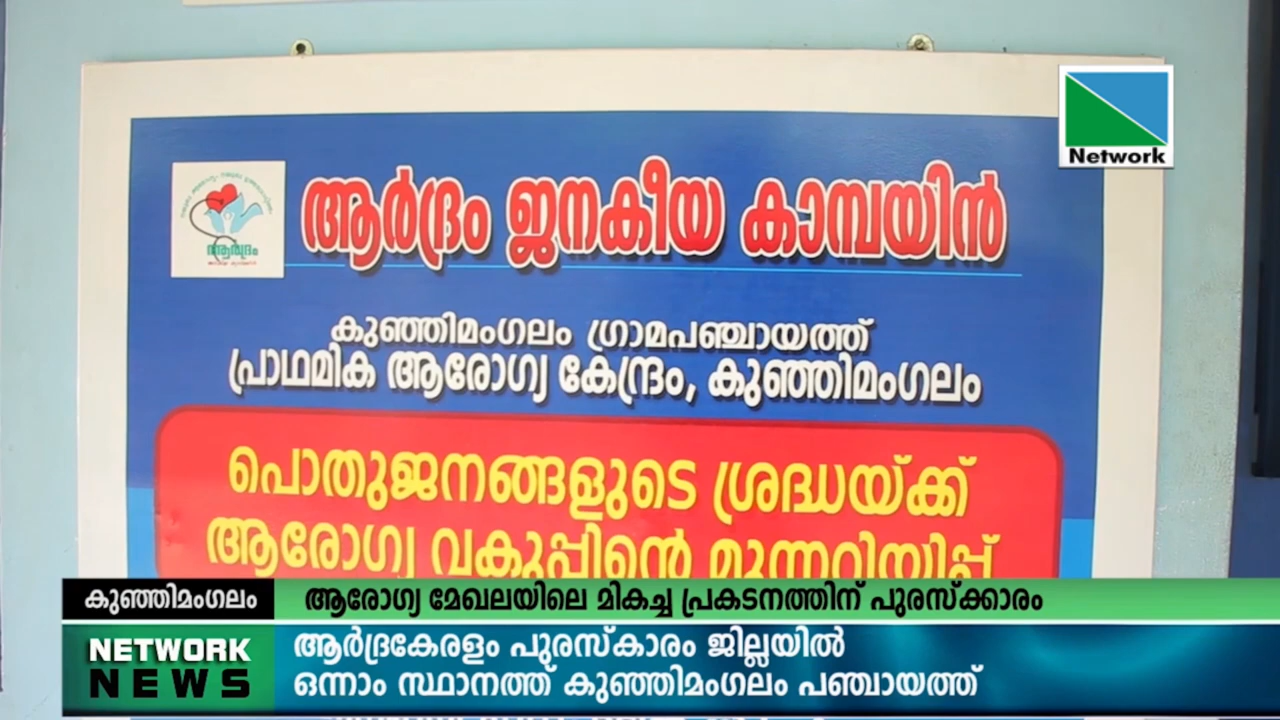 Network
ആർദ്രം ജനകീയ കാമ്പയിൻ
ആർദ്രം
കുഞ്ഞിമംഗലം ഗ്രാമപഞ്ചായത്ത്
പ്രാഥമിക ആരോഗ്യ കേന്ദ്രം, കുഞ്ഞിമംഗലം
പൊതുജനങ്ങളുടെ ശ്രദ്ധയ്ക്ക്
ആരോഗ്യ വകുപ്പിന്റെ മുന്നറിയിപ്പ്
കുഞ്ഞിമംഗലം
ആരോഗ്യ മേഖലയിലെ മികച്ച പ്രകടനത്തിന് പുരസ്ക്കാരം
NETWORK
NEWS
ആർദ്രകേരളം പുരസ്കാരം ജില്ലയിൽ
ഒന്നാം സ്ഥാനത്ത് കുഞ്ഞിമംഗലം പഞ്ചായത്ത്